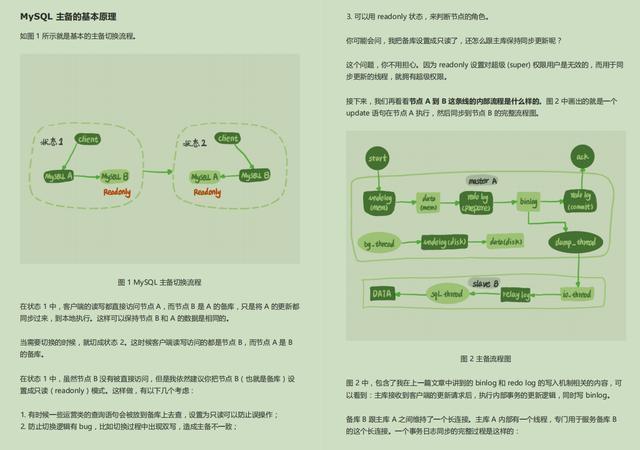 MySQL 主备的基本原理
如图 1 所示就是基本的主备切换流程。
状态1
client
MySQL A
MySQL B
Readonly
状态2
client
MySQL A
MySQL B
Readonly
图 1 MySQL 主备切换流程
在状态 1 中，客户端的读写都直接访问节点 A，而节点 B 是 A 的备库，只是将 A 的更新都
同步过来，到本地执行。这样可以保持节点 B 和 A 的数据是相同的。
当需要切换的时候，就切成状态 2。这时候客户端读写访问的都是节点 B，而节点 A 是 B
的备库。
在状态 1 中，虽然节点 B 没有被直接访问，但是我依然建议你把节点 B（也就是备库）设
置成只读（readonly）模式。这样做，有以下几个考虑：
1. 有时候一些运营类的查询语句会被放到备库上去查，设置为只读可以防止误操作；
2. 防止切换逻辑有 bug，比如切换过程中出现双写，造成主备不一致；
3. 可以用 readonly 状态，来判断节点的角色。
你可能会问，我把备库设置成只读了，还怎么跟主库保持同步更新呢？
这个问题，你不用担心。因为 readonly 设置对超级 (super) 权限用户是无效的，而用于同
步更新的线程，就拥有超级权限。
接下来，我们再看看节点 A 到 B 这条线的内部流程是什么样的。图 2 中画出的就是一个
update 语句在节点 A 执行，然后同步到节点 B 的完整流程图。
start
ack
master A
undolog
(mem)
data
(mem)
redo log
(prepare)
binlog
redo log
(commit)
bg_thread
undolog(disk)
data(disk)
dump_thread
slave B
DATA
sql_thread
relay log
io_thread
图 2 主备流程图
图 2 中，包含了我在上一篇文章中讲到的 binlog 和 redo log 的写入机制相关的内容，可
以看到：主库接收到客户端的更新请求后，执行内部事务的更新逻辑，同时写 binlog。
备库 B 跟主库 A 之间维持了一个长连接。主库 A 内部有一个线程，专门用于服务备库 B
的这个长连接。一个事务日志同步的完整过程是这样的：